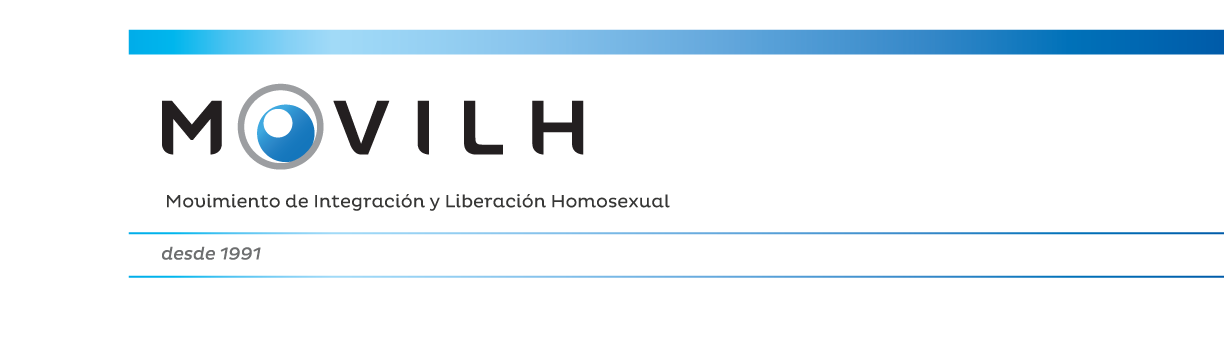 MOVILH
Movimiento de Integración y Liberación Homosexual
desde 1991